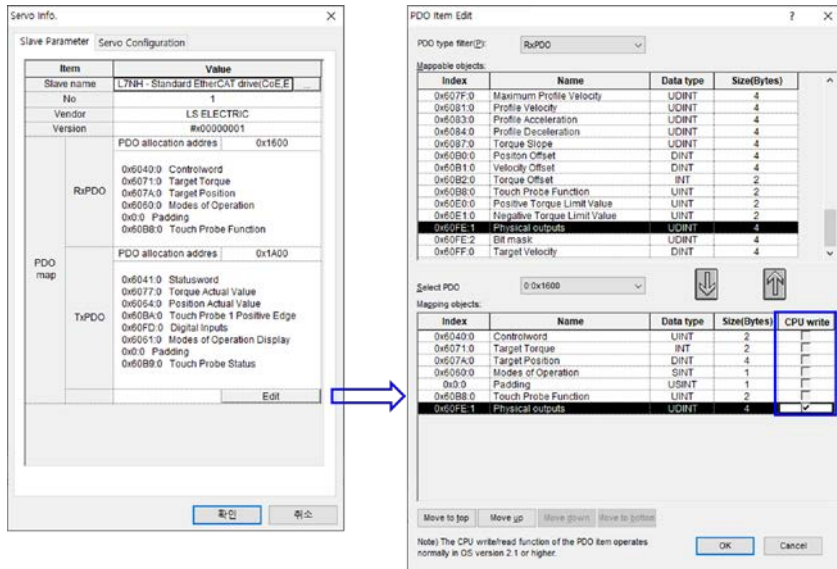 Servo Info.
Slave Parameter Servo Configuration
Item Value
Slave name L7NH - Standard EtherCAT drive(CoE,E ...
No 1
Vendor LS ELECTRIC
Version #x00000001
PDO map
RxPDO
PDO allocation addres 0x1600
0x6040:0 Controlword
0x6071:0 Target Torque
0x607A:0 Target Position
0x6060:0 Modes of Operation
0x0:0 Padding
0x60B8:0 Touch Probe Function
TxPDO
PDO allocation addres 0x1A00
0x6041:0 Statusword
0x6077:0 Torque Actual Value
0x6064:0 Position Actual Value
0x60BA:0 Touch Probe 1 Positive Edge
0x60FD:0 Digital Inputs
0x6061:0 Modes of Operation Display
0x0:0 Padding
0x60B9:0 Touch Probe Status
Edit
확인 취소
PDO Item Edit ?
PDO type filter(P): RxPDO
Mappable objects:
Index Name Data type Size(Bytes)
0x607F:0 Maximum Profile Velocity UDINT 4
0x6081:0 Profile Velocity UDINT 4
0x6083:0 Profile Acceleration UDINT 4
0x6084:0 Profile Deceleration UDINT 4
0x6087:0 Torque Slope UDINT 4
0x60B0:0 Positon Offset DINT 4
0x60B1:0 Velocity Offset DINT 4
0x60B2:0 Torque Offset INT 2
0x60B8:0 Touch Probe Function UINT 2
0x60E0:0 Positive Torque Limit Value UINT 2
0x60E1:0 Negative Torque Limit Value UINT 2
0x60FE:1 Physical outputs UDINT 4
0x60FE:2 Bit mask UDINT 4
0x60FF:0 Target Velocity DINT 4
Select PDO 0:0x1600
Mapping objects:
Index Name Data type Size(Bytes) CPU write
0x6040:0 Controlword UINT 2
0x6071:0 Target Torque INT 2
0x607A:0 Target Position DINT 4
0x6060:0 Modes of Operation SINT 1
0x0:0 Padding USINT 1
0x60B8:0 Touch Probe Function UINT 2
0x60FE:1 Physical outputs UDINT 4
Move to top Move up Move down Move to bottom
Note) The CPU write/read function of the PDO item operates
normally in OS version 2.1 or higher.
OK Cancel